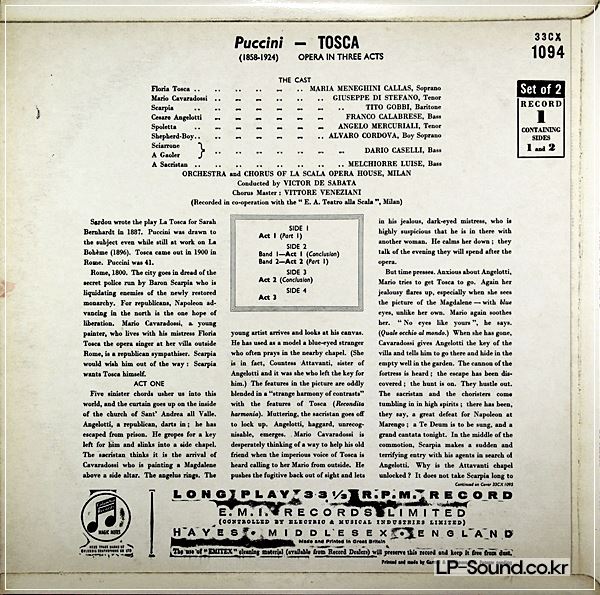 Puccini — TOSCA
(1858-1924) OPERA IN THREE ACTS
33CX
1094
THE CAST
Floria Tosca .. .. .. .. .. .. MARIA MENEGHINI CALLAS, Soprano
Mario Cavaradossi .. .. .. .. .. GIUSEPPE DI STEFANO, Tenor
Scarpia .. .. .. .. .. .. TITO GOBBI, Baritone
Cesare Angelotti .. .. .. .. .. FRANCO CALABRESE, Bass
Spoletta .. .. .. .. .. ANGELO MERCURIALI, Tenor
Shepherd-Boy.. .. .. .. .. ALVARO CORDOVA, Boy Soprano
Sciarrone
A Gaoler } .. .. .. .. .. DARIO CASELLI, Bass
A Sacristan .. .. .. .. .. MELCHIORRE LUISE, Bass
ORCHESTRA and CHORUS OF LA SCALA OPERA HOUSE, MILAN
Conducted by VICTOR DE SABATA
Chorus Master : VITTORE VENEZIANI
(Recorded in co-operation with the " E. A. Teatro alla Scala ", Milan)
Set of 2
RECORD
1
CONTAINING
SIDES
1 and 2
Sardou wrote the play La Tosca for Sarah
Bernhardt in 1887. Puccini was drawn to
the subject even while still at work on La
Bohème (1896). Tosca came out in 1900 in
Rome. Puccini was 41.
Rome, 1800. The city goes in dread of the
secret police run by Baron Scarpia who is
liquidating enemies of the newly restored
monarchy. For republicans, Napoleon ad-
vancing in the north is the one hope of
liberation. Mario Cavaradossi, a young
painter, who lives with his mistress Floria
Tosca the opera singer at her villa outside
Rome, is a republican sympathiser. Scarpia
would wish him out of the way : Scarpia
wants Tosca himself.
ACT ONE
Five sinister chords usher us into this
world, and the curtain goes up on the inside
of the church of Sant' Andrea all Valle.
Angelotti, a republican, darts in ; he has
escaped from prison. He gropes for a key
left for him and slinks into a side chapel.
The sacristan thinks it is the arrival of
Cavaradossi who is painting a Magdalene
above a side altar. The angelus rings. The
SIDE 1
Act 1 (Part 1)
SIDE 2
Band 1—Act 1 (Conclusion)
Band 2—Act 2 (Part 1)
SIDE 3
Act 2 (Conclusion)
SIDE 4
Act 3
young artist arrives and looks at his canvas.
He has used as a model a blue-eyed stranger
who often prays in the nearby chapel. (She
is in fact, Countess Attavanti, sister of
Angelotti and it was she who left the key for
him.) The features in the picture are oddly
blended in a " strange harmony of contrasts "
with the features of Tosca (Recondita
harmonia). Muttering, the sacristan goes off
to lock up. Angelotti, haggard, unrecog-
nisable, emerges. Mario Cavaradossi is
desperately thinking of a way to help his old
friend when the imperious voice of Tosca is
heard calling to her Mario from outside. He
pushes the fugitive back out of sight and lets
in his jealous, dark-eyed mistress, who is
highly suspicious that he is in there with
another woman. He calms her down ; they
talk of the evening they will spend after the
opera.
But time presses. Anxious about Angelotti,
Mario tries to get Tosca to go. Again her
jealousy flares up, especially when she sees
the picture of the Magdalene — with blue
eyes, unlike her own. Mario again soothes
her. " No eyes like yours ", he says.
(Quale occhio al mondo.) When she has gone,
Cavaradossi gives Angelotti the key of the
villa and tells him to go there and hide in the
empty well in the garden. The cannon of the
fortress is heard ; the escape has been dis-
covered ; the hunt is on. They hustle out.
The sacristan and the choristers come
tumbling in in high spirits ; there has been,
they say, a great defeat for Napoleon at
Marengo ; a Te Deum is to be sung, and a
grand cantata tonight. In the middle of the
commotion, Scarpia makes a sudden and
terrifying entry with his agents in search of
Angelotti. Why is the Attavanti chapel
unlocked ? It does not take Scarpia long to
Continued on Cover 33CX 1095
MAGIC NOTES
LONG PLAY 33⅓ R.P.M. RECORD
E.M.I. RECORDS LIMITED
(CONTROLLED BY ELECTRIC & MUSICAL INDUSTRIES LIMITED)
HAYES MIDDLESEX ENGLAND
Made and Printed in Great Britain
The use of "EMITEX" cleaning material (available from Record Dealers) will preserve this record and keep it free from dust.
Printed and made by
LP-Sound.co.kr